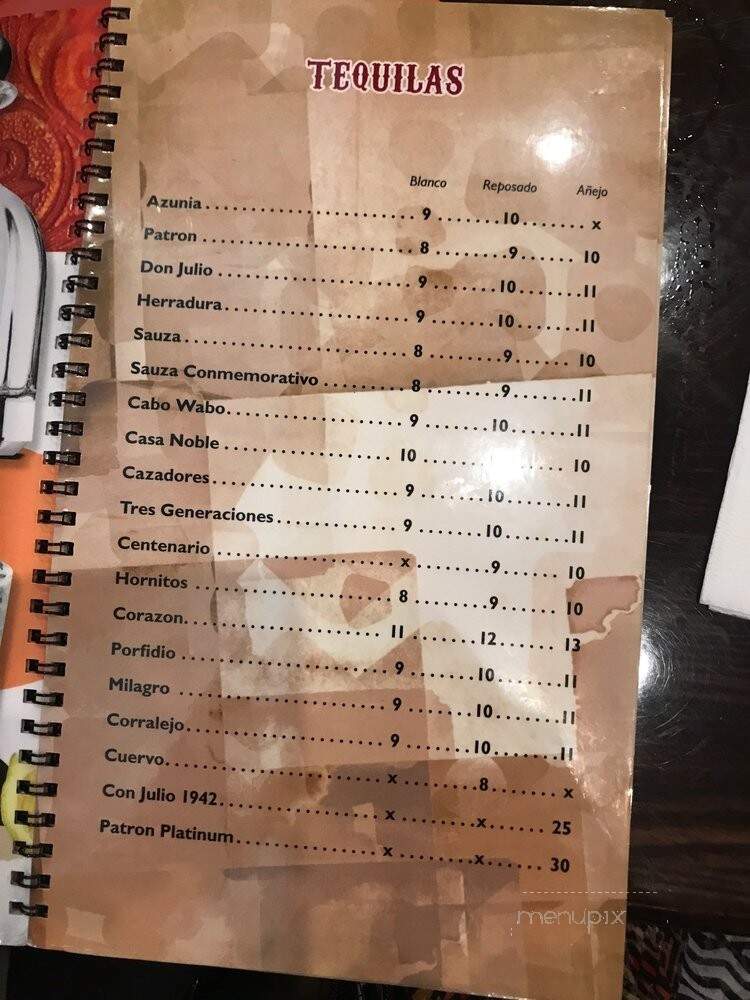 TEQUILAS
Blanco Reposado Añejo
Azunia 9 10 x
Patron 8 9 10
Don Julio 9 10 11
Herradura 9 10 11
Sauza 8 9 10
Sauza Conmemorativo 8 9 11
Cabo Wabo 9 10 11
Casa Noble 10 10
Cazadores 9 10 11
Tres Generaciones 9 10 11
Centenario x 9 10
Hornitos 8 9 10
Corazon 11 12 13
Porfidio 9 10 11
Milagro 9 10 11
Corralejo 9 10 11
Cuervo x 8 x
Con Julio 1942 x x 25
Patron Platinum x x 30
menupix